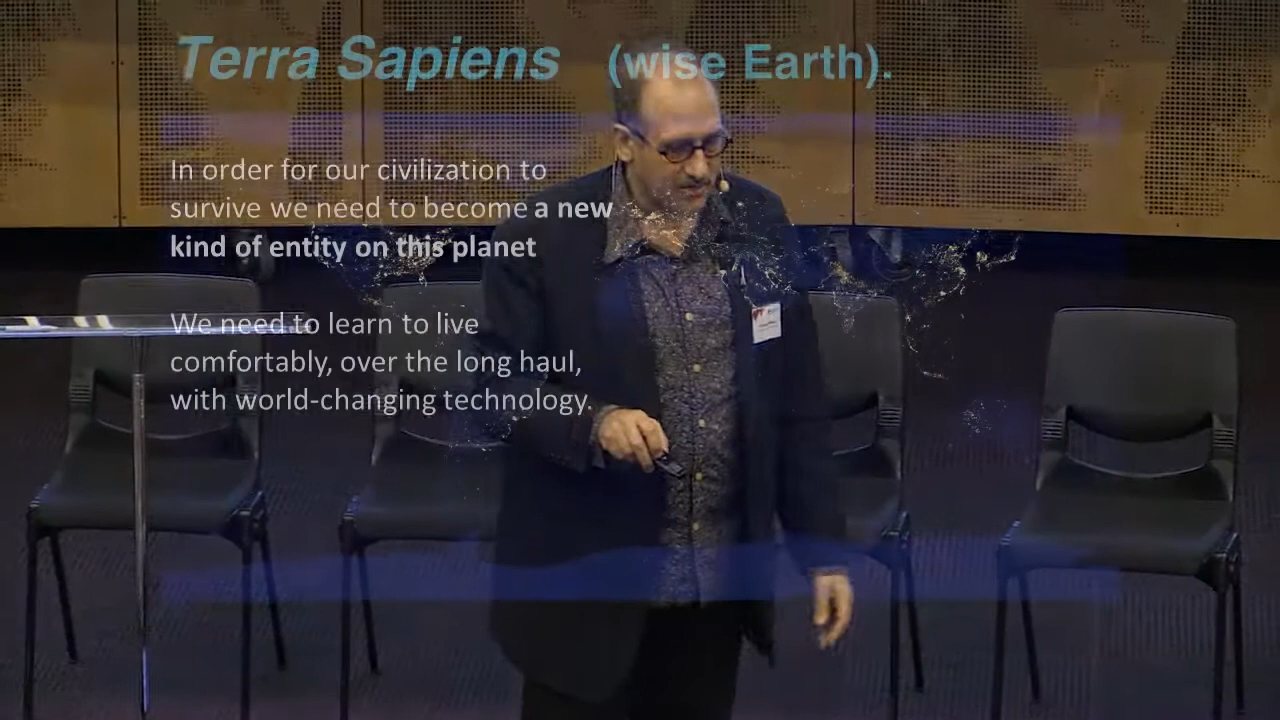 Terra Sapiens (wise Earth).
In order for our civilization to
survive we need to become a new
kind of entity on this planet
We need to learn to live
comfortably, over the long haul,
with world-changing technology.